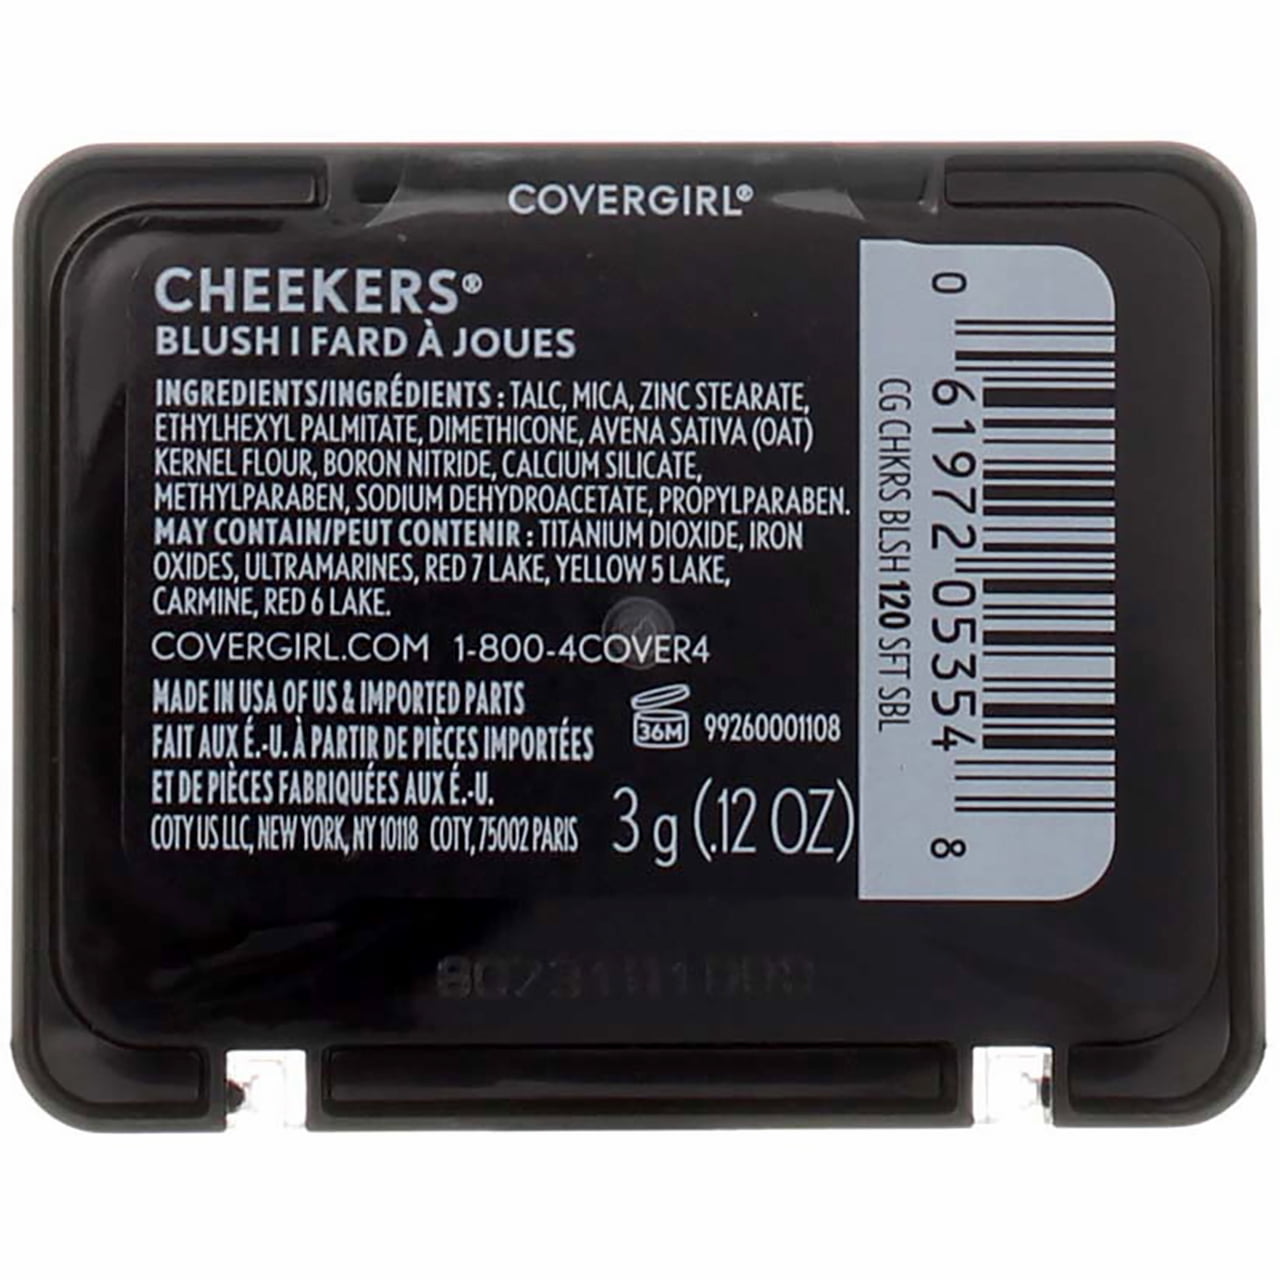 COVERGIRL®
CHEEKERS®
BLUSH I FARD À JOUES
INGREDIENTS/INGRÉDIENTS : TALC, MICA, ZINC STEARATE,
ETHYLHEXYL PALMITATE, DIMETHICONE, AVENA SATIVA (OAT)
KERNEL FLOUR, BORON NITRIDE, CALCIUM SILICATE,
METHYLPARABEN, SODIUM DEHYDROACETATE, PROPYLPARABEN.
MAY CONTAIN/PEUT CONTENIR : TITANIUM DIOXIDE, IRON
OXIDES, ULTRAMARINES, RED 7 LAKE, YELLOW 5 LAKE,
CARMINE, RED 6 LAKE.
COVERGIRL.COM 1-800-4COVER4
MADE IN USA OF US & IMPORTED PARTS
FAIT AUX É.-U. À PARTIR DE PIÈCES IMPORTÉES
ET DE PIÈCES FABRIQUÉES AUX É.-U.
COTY US LLC, NEW YORK, NY 10118 COTY, 75002 PARIS
36M 99260001108
3 g (.12 OZ)
0 61972 05354 8
CG CHKRS BLSH 120 SFT SBL